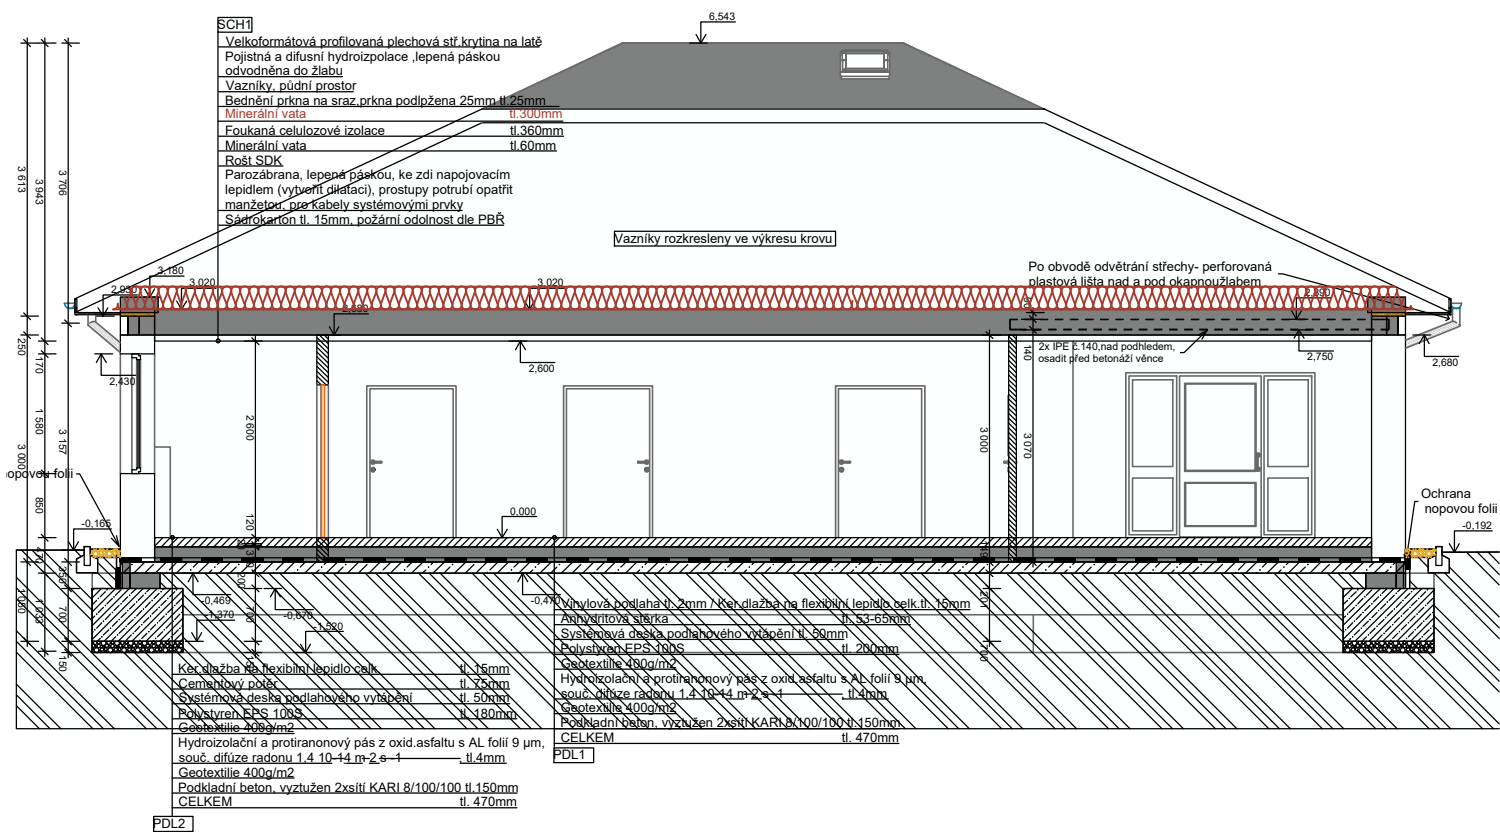 SCH1
Velkoformátová profilovaná plechová stř.krytina na latě
Pojistná a difusní hydroizpolace ,lepená páskou
odvodněna do žlabu
Vazníky, půdní prostor
Bednění prkna na sraz,prkna podlpžena 25mm tl.25mm
Minerální vata tl.300mm
Foukaná celulozové izolace tl.360mm
Minerální vata tl.60mm
Rošt SDK
Parozábrana, lepená páskou, ke zdi napojovacím
lepidlem (vytvořit dilataci), prostupy potrubí opatřit
manžetou, pro kabely systémovými prvky
Sádrokarton tl. 15mm, požární odolnost dle PBŘ
6,543
Vazníky rozkresleny ve výkresu krovu
Po obvodě odvětrání střechy- perforovaná
plastová lišta nad a pod okapnoužlabem
3 613
3 943
3 706
3,180
2,930
3,020
3,020
2,890
2x IPE č.140,nad podhledem,
osadit před betonáží věnce
140
2,750
2,680
2,600
2,430
250
170
1 580
3 157
3 000
850
2 600
120
3 000
3 070
nopovou folii
Ochrana
nopovou folii
-0,165
-0,192
0,000
-0,469
-0,470
-0,670
-1,370
-1,520
700
700
150
Vinylová podlaha tl. 2mm / Ker.dlažba na flexibilní lepidlo celk.tl. 15mm
Anhydritová stěrka tl. 53-65mm
Systémová deska podlahového vytápění tl. 50mm
Polystyren EPS 100S tl. 200mm
Geotextilie 400g/m2
Hydroizolační a protiranonový pás z oxid.asfaltu s AL folií 9 µm,
souč. difúze radonu 1,4 10-14 m-2 s -1 tl.4mm
Geotextilie 400g/m2
Podkladní beton, vyztužen 2xsítí KARI 8/100/100 tl.150mm
CELKEM tl. 470mm
PDL1
Ker.dlažba na flexibilní lepidlo celk. tl. 15mm
Cementový potěr tl. 75mm
Systémová deska podlahového vytápění tl. 50mm
Polystyren EPS 100S tl. 180mm
Geotextilie 400g/m2
Hydroizolační a protiranonový pás z oxid.asfaltu s AL folií 9 µm,
souč. difúze radonu 1,4 10-14 m-2 s -1 tl.4mm
Geotextilie 400g/m2
Podkladní beton, vyztužen 2xsítí KARI 8/100/100 tl.150mm
CELKEM tl. 470mm
PDL2